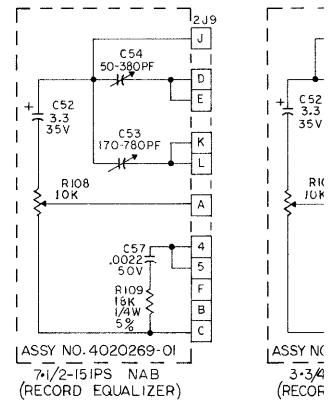 2J9
J
C54
50-380PF
D
E
+ C52
3.3
35V
C53
170-780PF
K
L
R108
10K
A
C57
.0022
50V
4
5
R109
18K
1/4W
5%
F
B
C
ASSY NO. 4020269-01
7-1/2-15IPS NAB
(RECORD EQUALIZER)
+ C52
3.3
35V
R10
10K
ASSY NO
3-3/4
(RECOR